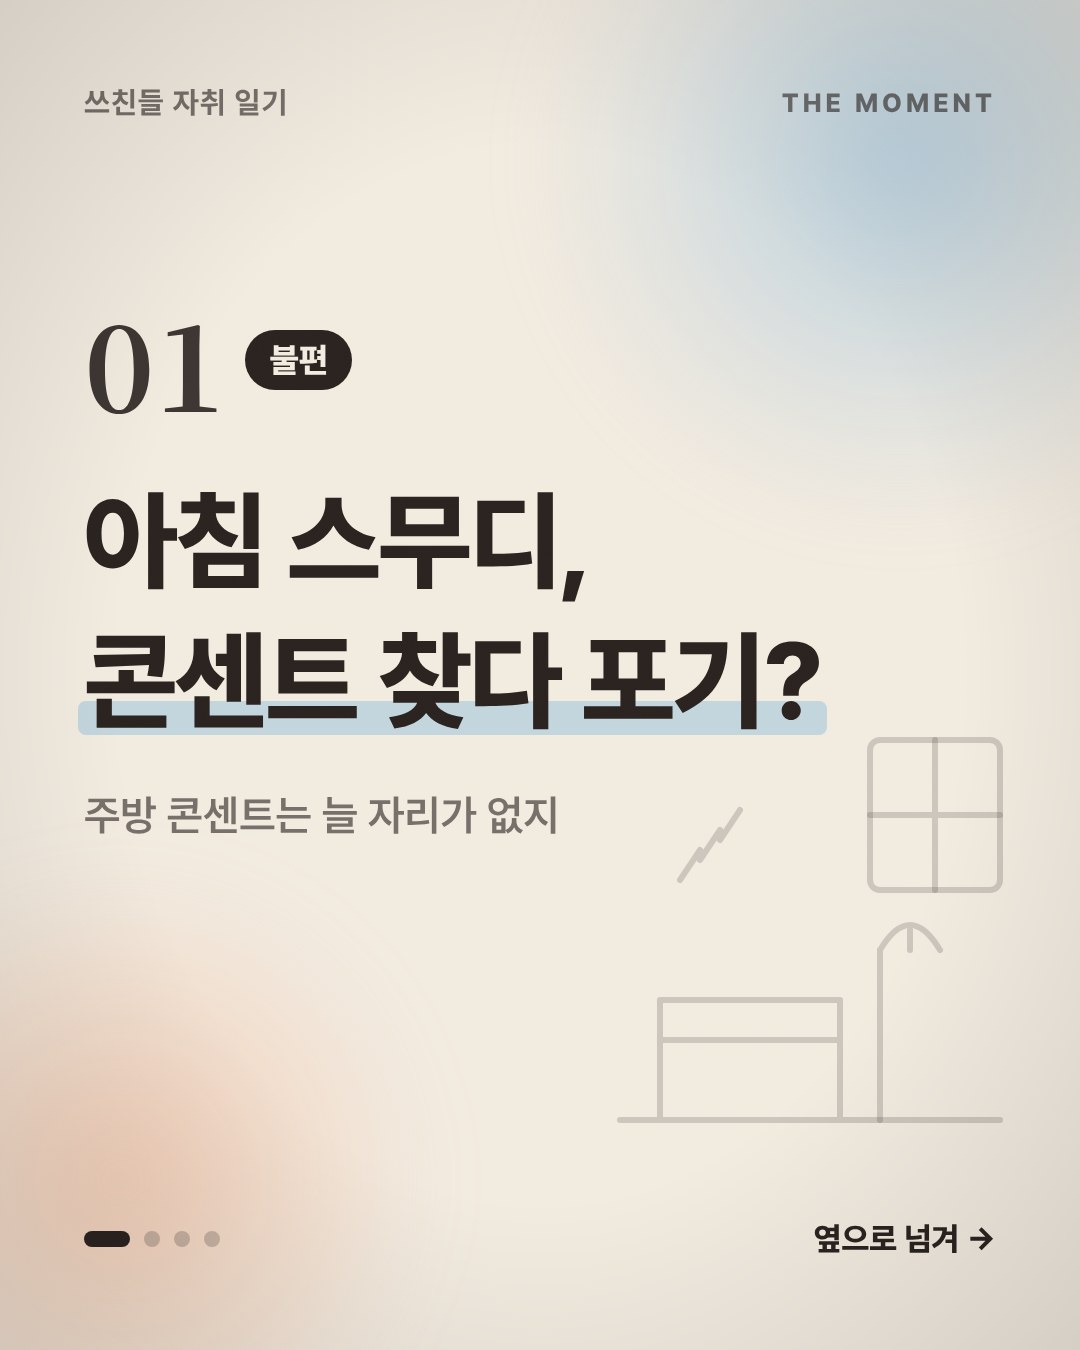 쓰친들 자취 일기
THE MOMENT
01 불편
아침 스무디,
콘센트 찾다 포기?
주방 콘센트는 늘 자리가 없지
옆으로 넘겨 →